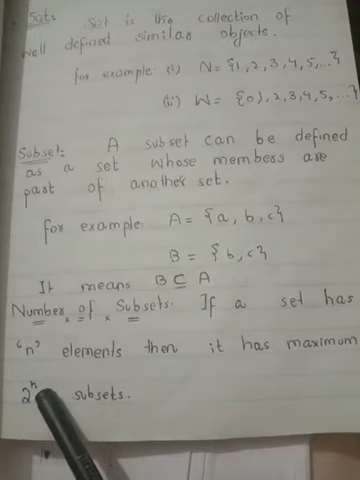 Set:- Set is the collection of
well defined similar objects.
for example: (i) N = {1, 2, 3, 4, 5, ...}
(ii) W = {0, 1, 2, 3, 4, 5, ...}
Subset:- A subset can be defined
as a set whose members are
part of another set.
for example: A = {a, b, c}
B = {b, c}
It means B ⊆ A
Number of Subsets: If a set has
'n' elements then it has maximum
2ⁿ subsets.